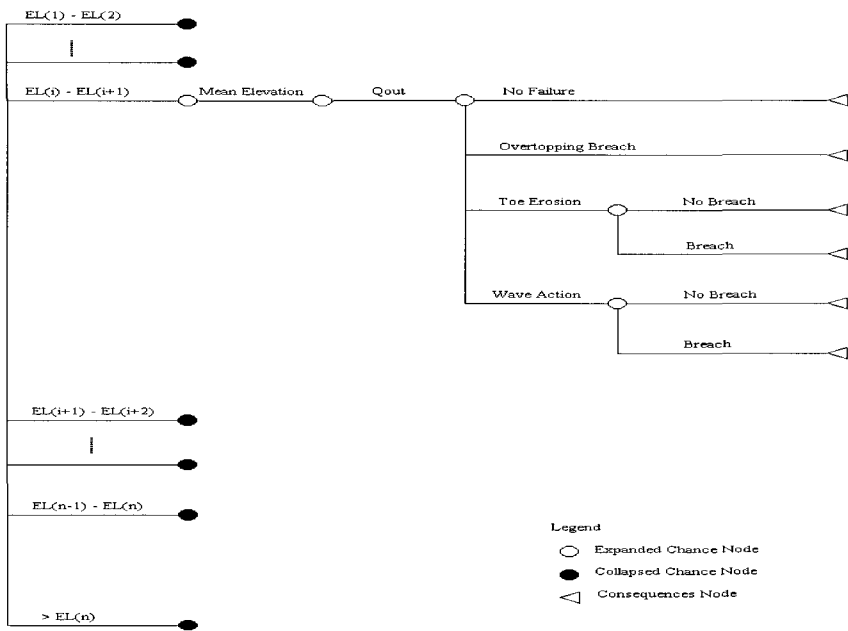 EL(1) - EL(2)
EL(i) - EL(i+1)
Mean Elevation
Qout
No Failure
Overtopping Breach
Toe Erosion
No Breach
Breach
Wave Action
No Breach
Breach
EL(i+1) - EL(i+2)
EL(n-1) - EL(n)
> EL(n)
Legend
Expanded Chance Node
Collapsed Chance Node
Consequences Node